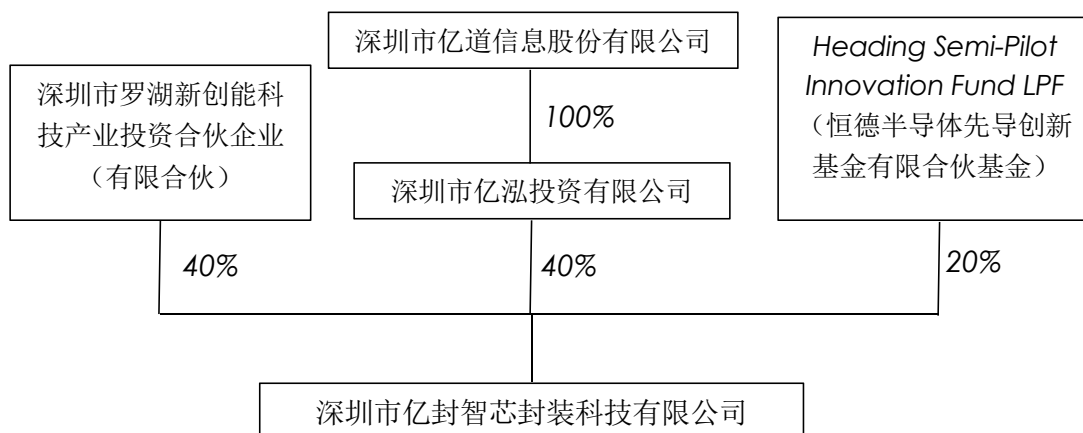 深圳市亿道信息股份有限公司
Heading Semi-Pilot
Innovation Fund LPF
（恒德半导体先导创新
基金有限合伙基金）
深圳市罗湖新创能科
技产业投资合伙企业
（有限合伙）
100%
深圳市亿泓投资有限公司
40%
40%
20%
深圳市亿封智芯封装科技有限公司